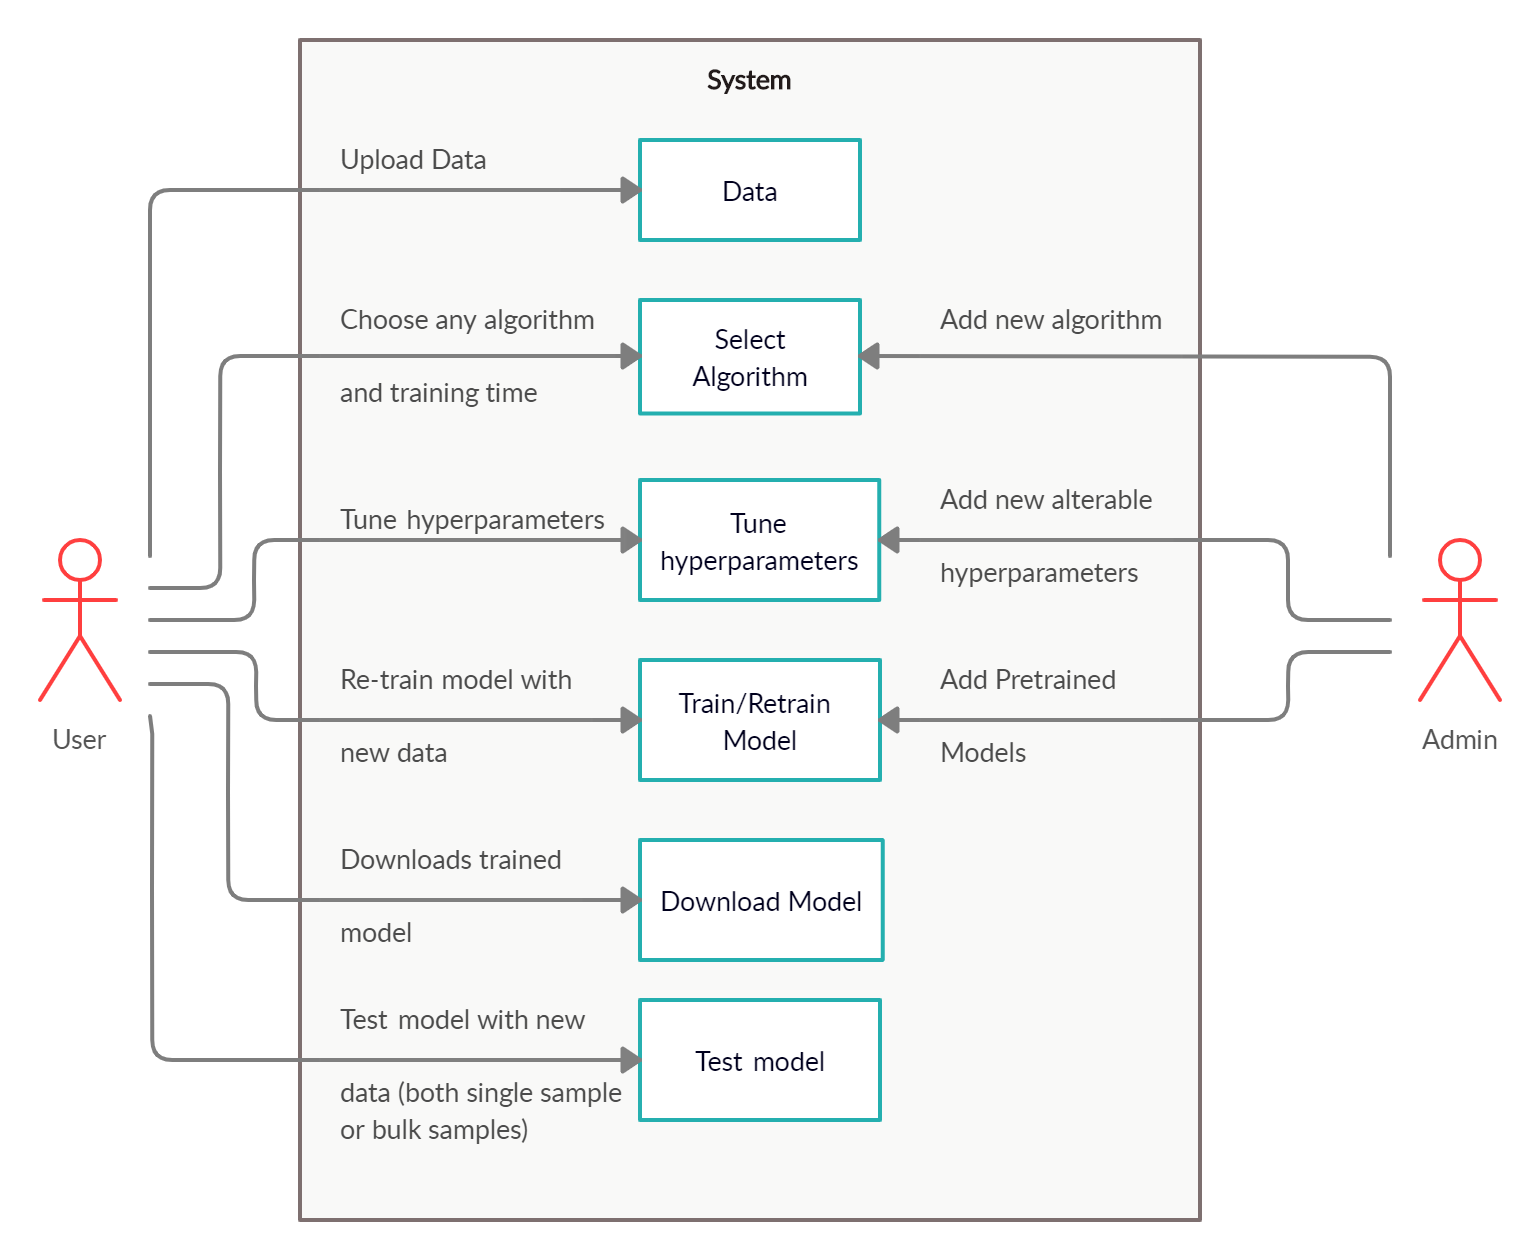 System
Upload Data
Data
Choose any algorithm
and training time
Select
Algorithm
Add new algorithm
Tune hyperparameters
Tune
hyperparameters
Add new alterable
hyperparameters
User
Re-train model with
new data
Train/Retrain
Model
Add Pretrained
Models
Admin
Downloads trained
model
Download Model
Test model with new
data (both single sample
or bulk samples)
Test model